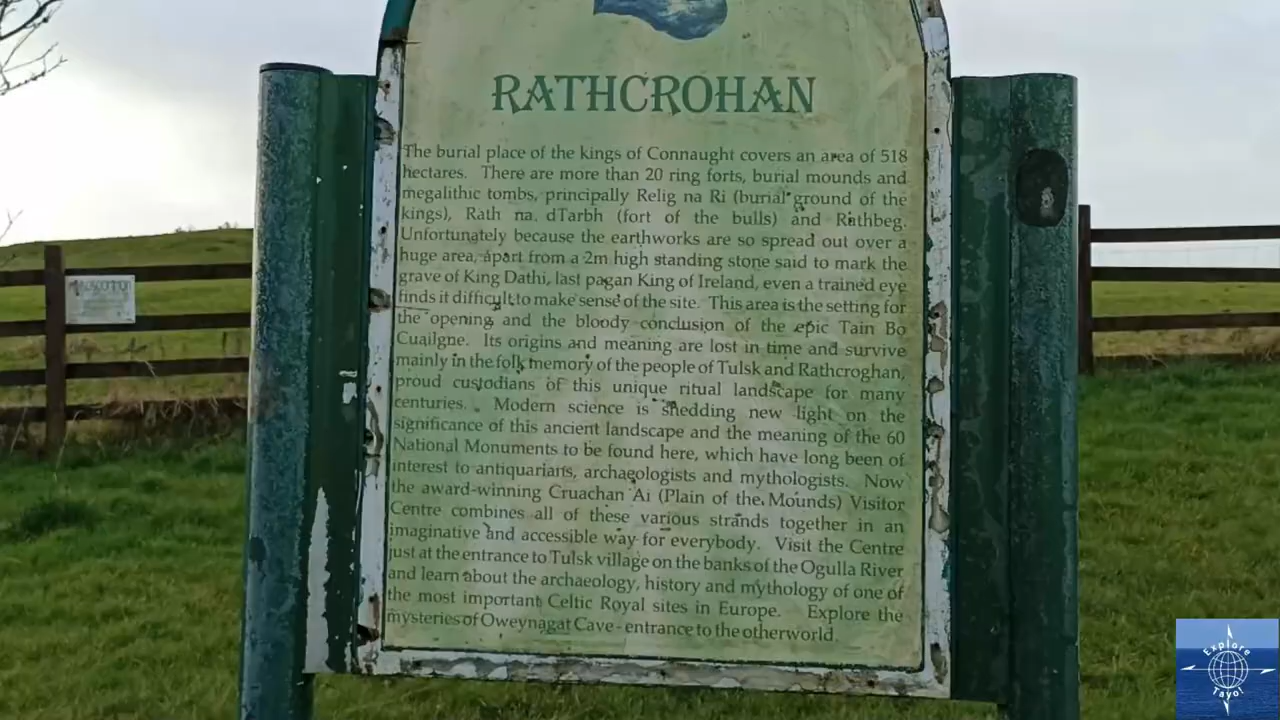 RATHCROHAN
The burial place of the kings of Connaught covers an area of 518
hectares. There are more than 20 ring forts, burial mounds and
megalithic tombs, principally Relig na Ri (burial ground of the
kings), Rath na dTarbh (fort of the bulls) and Rathbeg.
Unfortunately because the earthworks are so spread out over a
huge area, apart from a 2m high standing stone said to mark the
grave of King Dathi, last pagan King of Ireland, even a trained eye
finds it difficult to make sense of the site. This area is the setting for
the opening and the bloody conclusion of the epic Tain Bo
Cuailgne. Its origins and meaning are lost in time and survive
mainly in the folk memory of the people of Tulsk and Rathcroghan,
proud custodians of this unique ritual landscape for many
centuries. Modern science is shedding new light on the
significance of this ancient landscape and the meaning of the 60
National Monuments to be found here, which have long been of
interest to antiquarians, archaeologists and mythologists. Now
the award-winning Cruachan Ai (Plain of the Mounds) Visitor
Centre combines all of these various strands together in an
imaginative and accessible way for everybody. Visit the Centre
just at the entrance to Tulsk village on the banks of the Ogulla River
and learn about the archaeology, history and mythology of one of
the most important Celtic Royal sites in Europe. Explore the
mysteries of Oweynagat Cave - entrance to the otherworld.
Explore
Tayo!